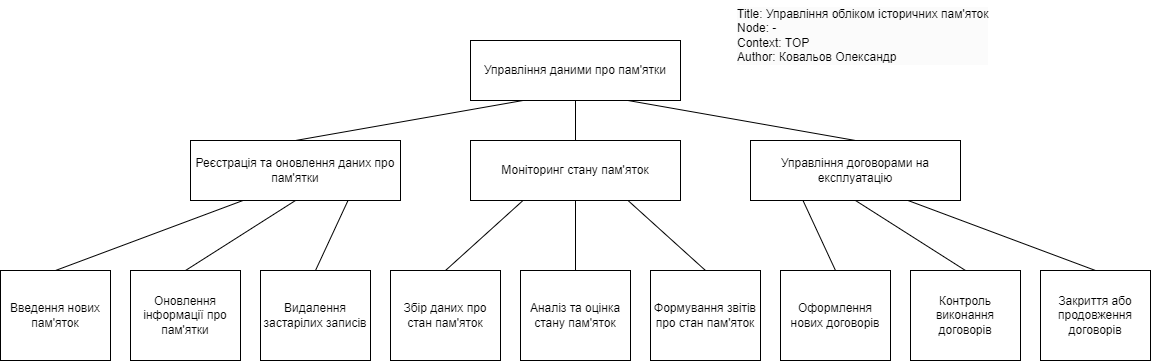 Title: Управління обліком історичних пам'яток
Node: -
Context: TOP
Author: Ковальов Олександр
Управління даними про пам'ятки
Реєстрація та оновлення даних про
пам'ятки
Моніторинг стану пам'яток
Управління договорами на
експлуатацію
Введення нових
пам'яток
Оновлення
інформації про
пам'ятки
Видалення
застарілих записів
Збір даних про
стан пам'яток
Аналіз та оцінка
стану пам'яток
Формування звітів
про стан пам'яток
Оформлення
нових договорів
Контроль
виконання
договорів
Закриття або
продовження
договорів